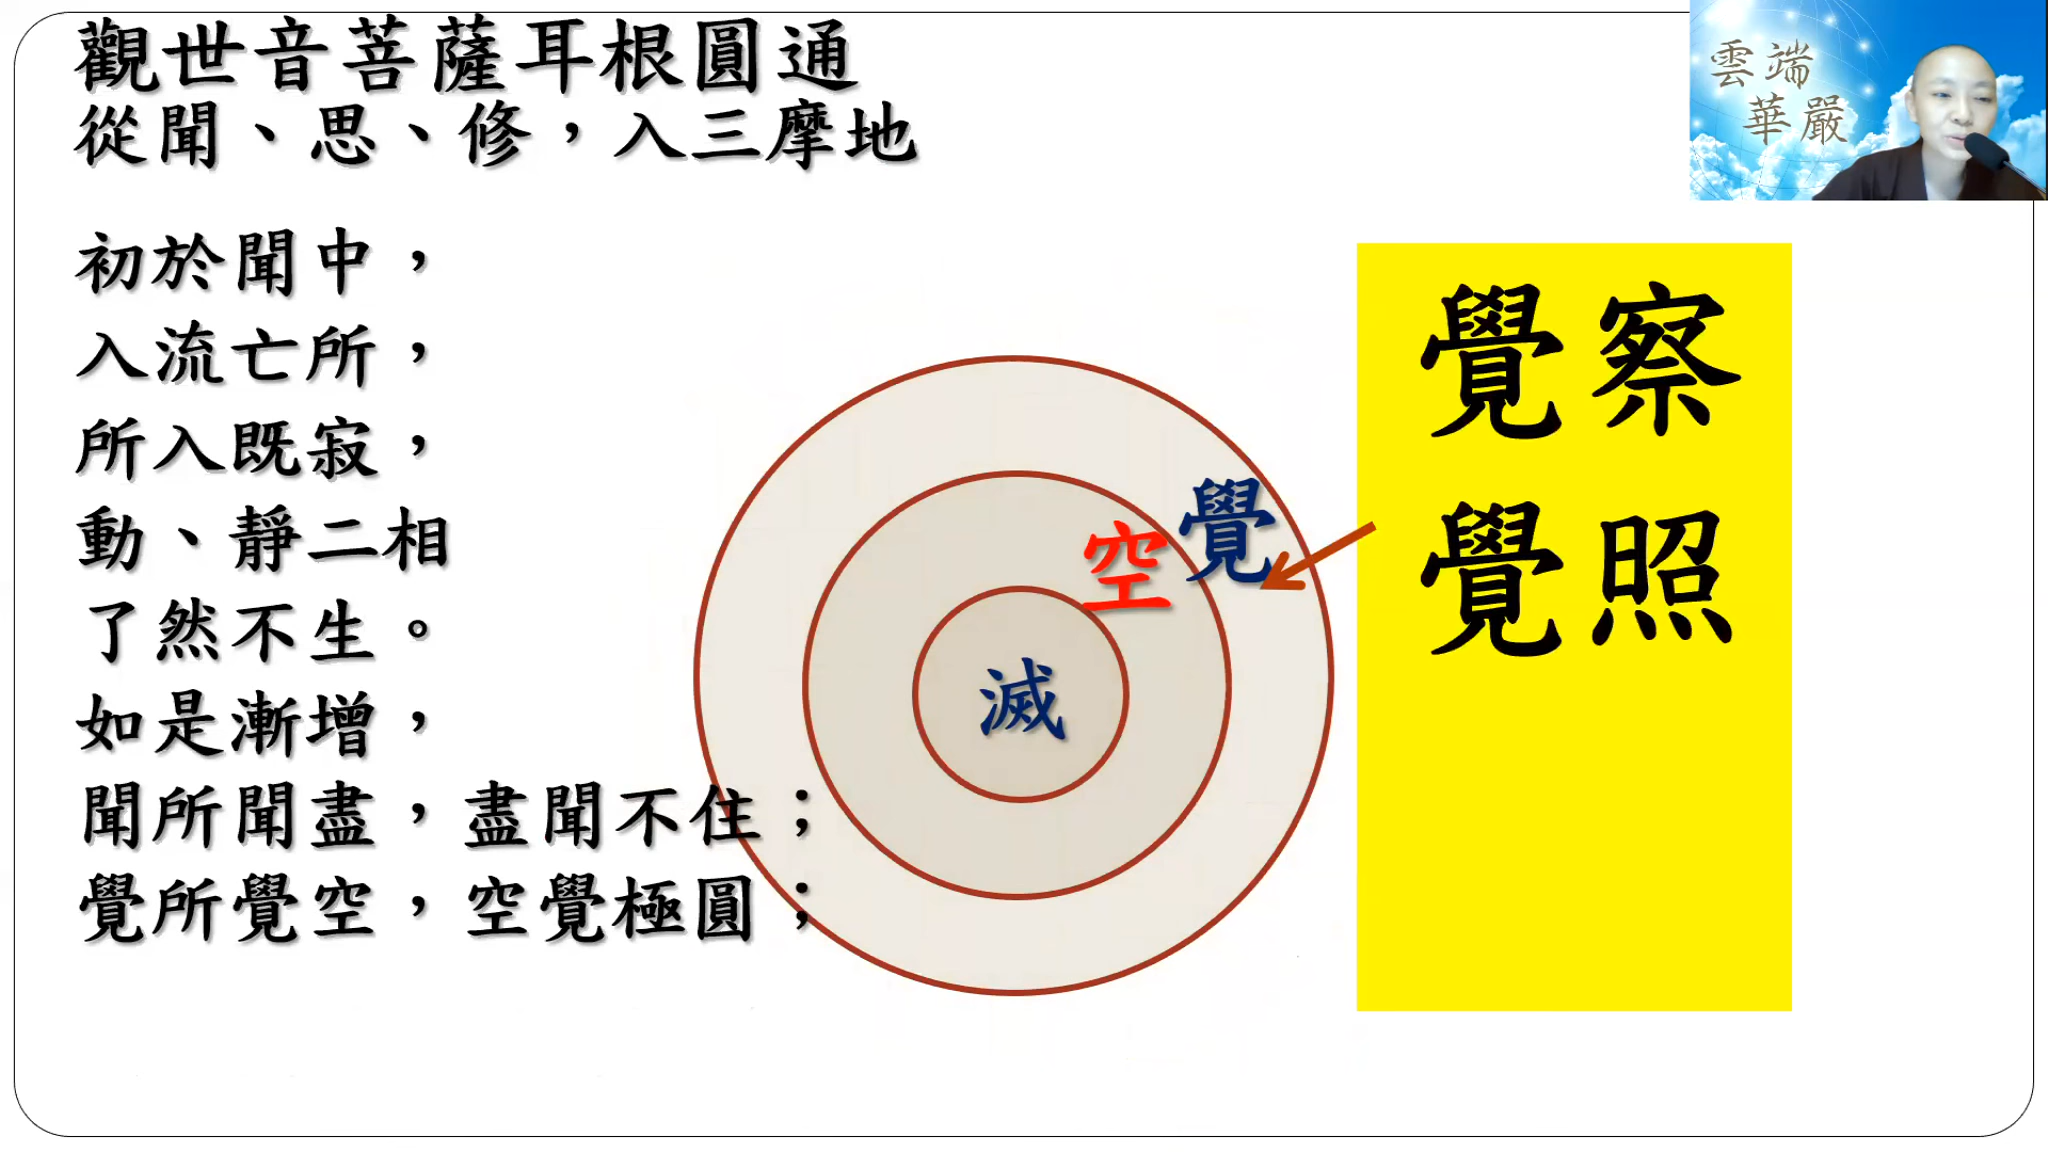 觀世音菩薩耳根圓通
從聞、思、修，入三摩地
初於聞中，
入流亡所，
所入既寂，
動、靜二相
了然不生。
如是漸增，
聞所聞盡，盡聞不住；
覺所覺空，空覺極圓；
覺
空
滅
覺察
覺照
雲端
華嚴